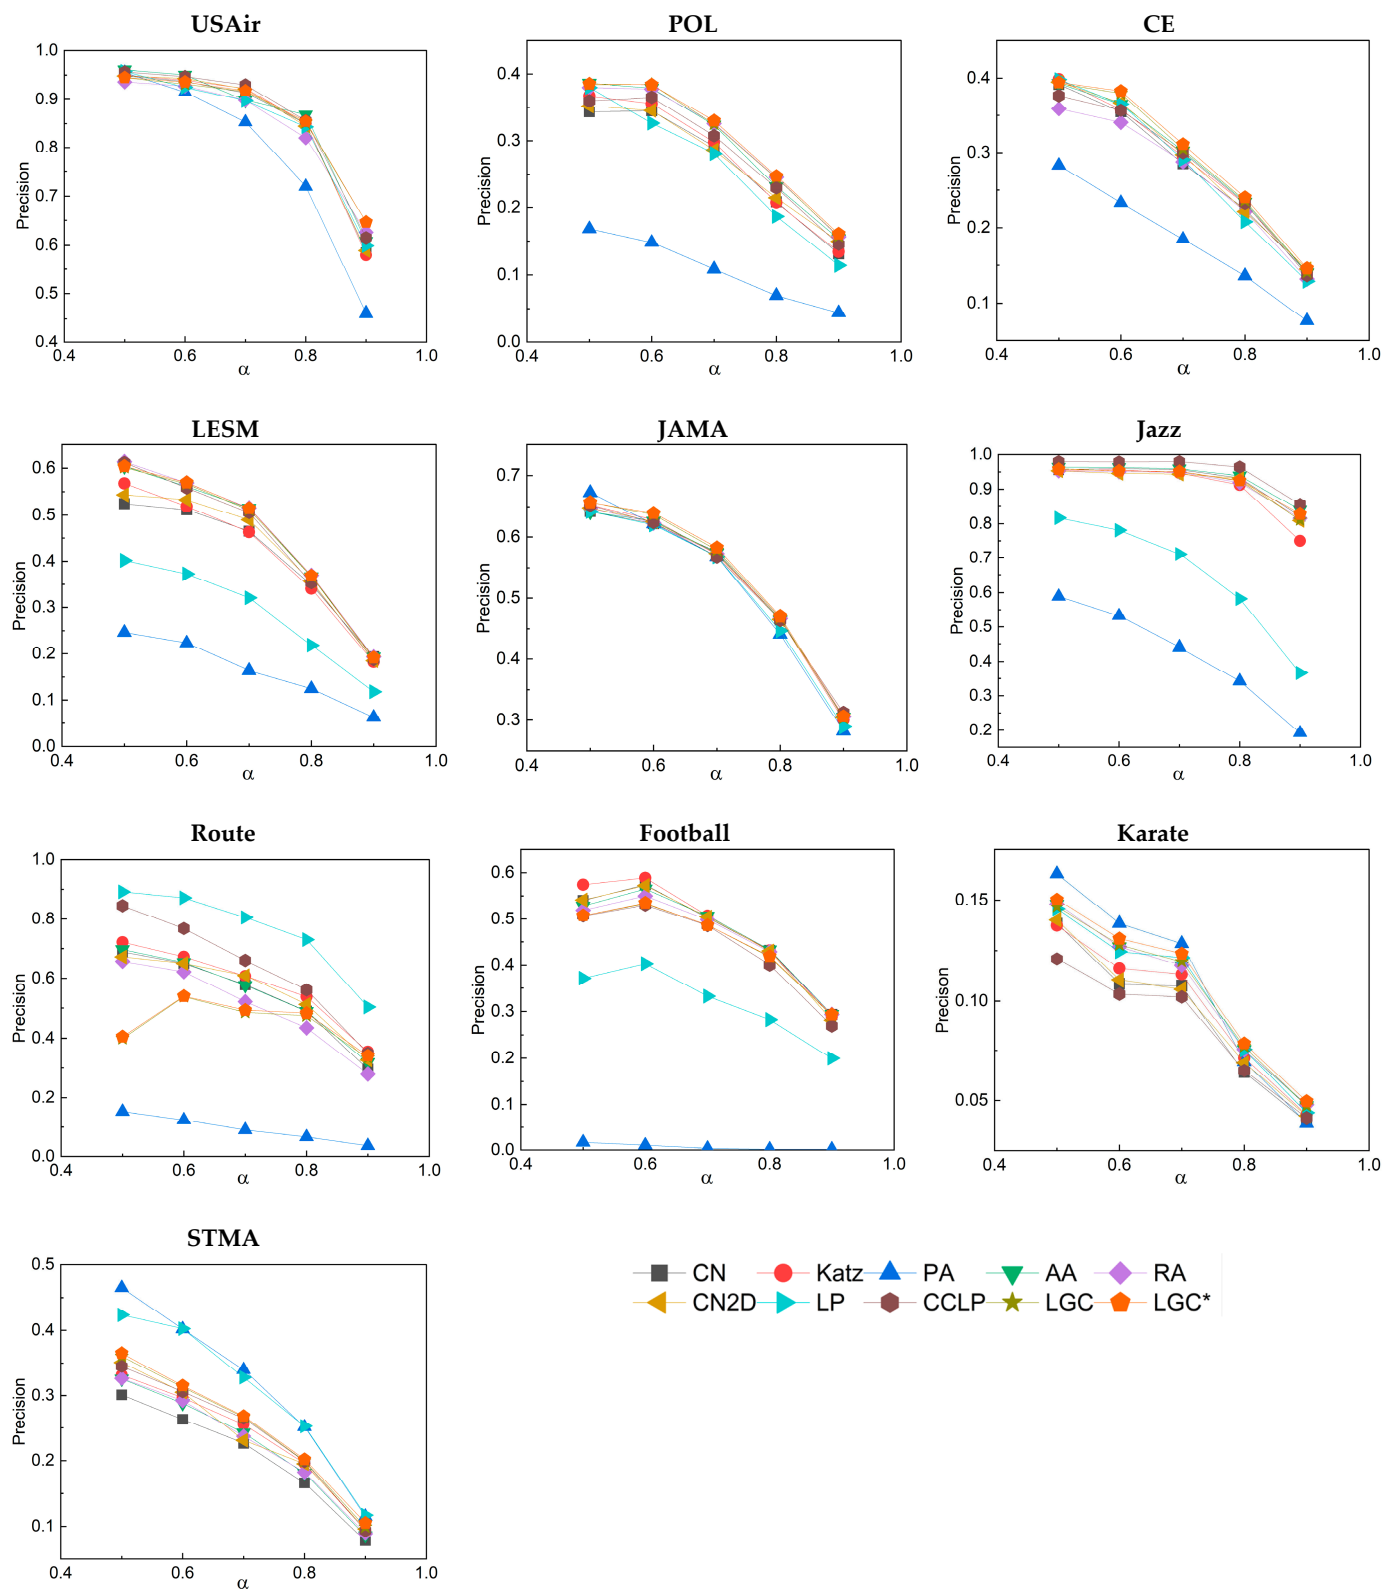 USAir POL CE
1.0
0.9
0.8
0.7
0.6
0.5
0.4
Precision
0.4 0.6 0.8 1.0
α
0.4
0.3
0.2
0.1
0.0
Precision
0.4 0.6 0.8 1.0
α
0.4
0.3
0.2
0.1
Precision
0.4 0.6 0.8 1.0
α
LESM JAMA Jazz
0.6
0.5
0.4
0.3
0.2
0.1
0.0
Precision
0.4 0.6 0.8 1.0
α
0.7
0.6
0.5
0.4
0.3
Precision
0.4 0.6 0.8 1.0
α
1.0
0.9
0.8
0.7
0.6
0.5
0.4
0.3
0.2
Precision
0.4 0.6 0.8 1.0
α
Route Football Karate
1.0
0.8
0.6
0.4
0.2
0.0
Precision
0.4 0.6 0.8 1.0
α
0.6
0.5
0.4
0.3
0.2
0.1
0.0
Precision
0.4 0.6 0.8 1.0
α
0.15
0.10
0.05
Precison
0.4 0.6 0.8 1.0
α
STMA
0.5
0.4
0.3
0.2
0.1
Precision
0.4 0.6 0.8 1.0
α
CN Katz PA AA RA
CN2D LP CCLP LGC LGC*